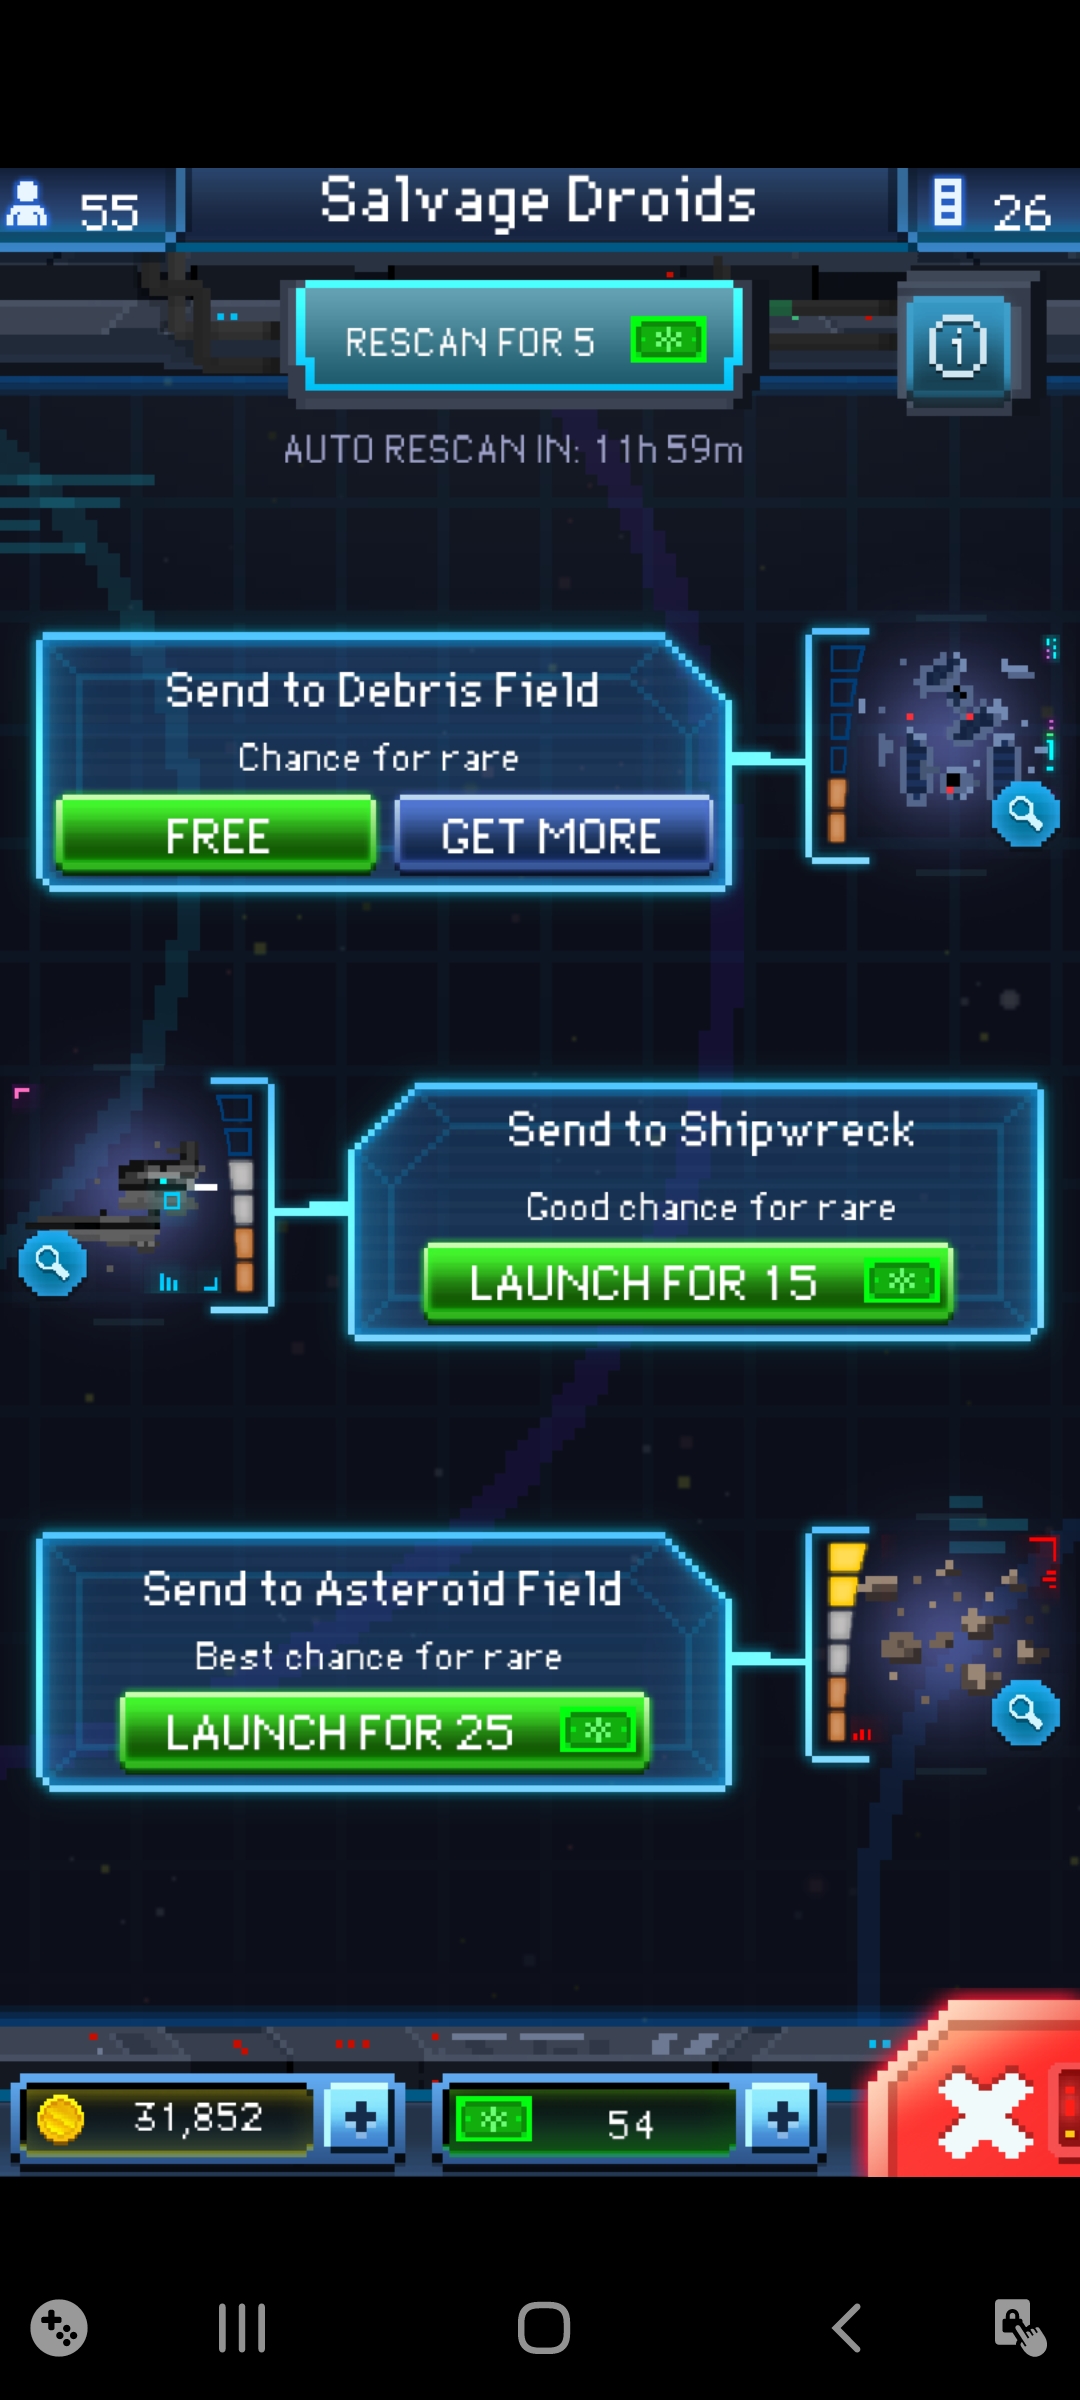 55
Salvage Droids
26
RESCAN FOR 5
AUTO RESCAN IN: 11h 59m
Send to Debris Field
Chance for rare
FREE
GET MORE
Send to Shipwreck
Good chance for rare
LAUNCH FOR 15
Send to Asteroid Field
Best chance for rare
LAUNCH FOR 25
31,852
54